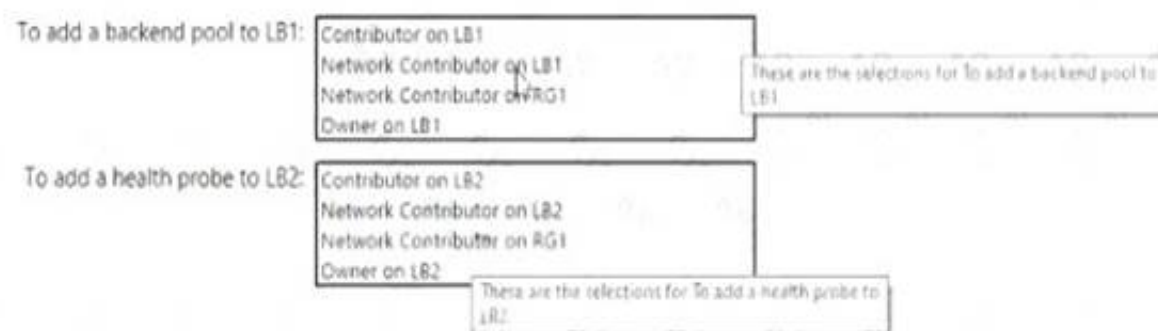 To add a backend pool to LB1:
Contributor on LB1
Network Contributor on LB1
Network Contributor on RG1
Owner on LB1
These are the selections for To add a backend pool to
LB1.
To add a health probe to LB2:
Contributor on LB2
Network Contributor on LB2
Network Contributor on RG1
Owner on LB2
These are the selections for To add a health probe to
LB2.